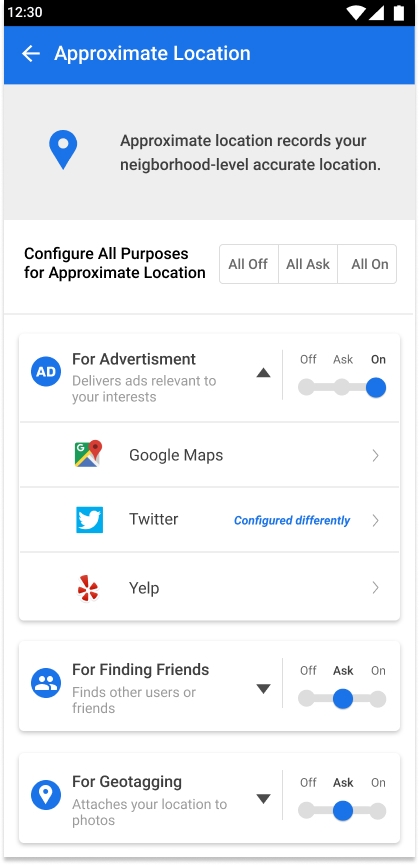 12:30
Approximate Location
Approximate location records your
neigborhood-level accurate location.
Configure All Purposes
for Approximate Location
All Off
All Ask
All On
AD
For Advertisment
Delivers ads relevant to
your interests
Off
Ask
On
G
Google Maps
Twitter
Configured differently
Yelp
For Finding Friends
Finds other users or
friends
Off
Ask
On
For Geotagging
Attaches your location to
photos
Off
Ask
On